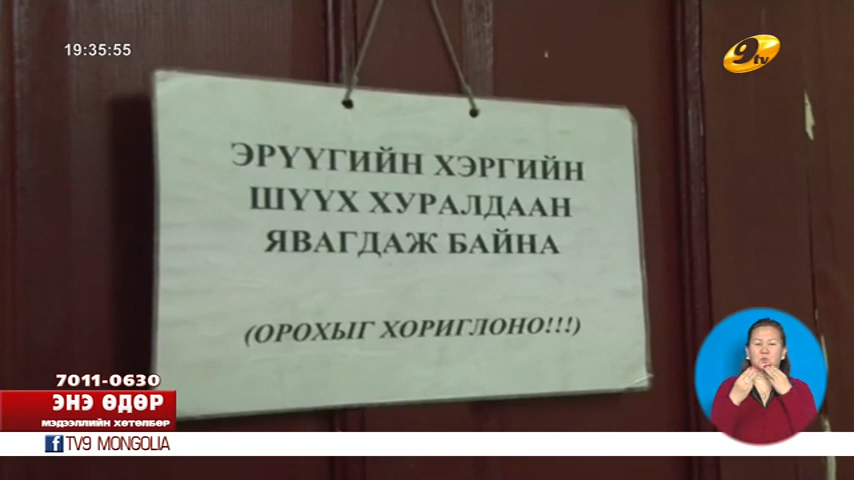 19:35:55
9tv
ЭРҮҮГИЙН ХЭРГИЙН
ШҮҮХ ХУРАЛДААН
ЯВАГДАЖ БАЙНА
(ОРОХЫГ ХОРИГЛОНО!!!)
7011-0630
ЭНЭ ӨДӨР
МЭДЭЭЛЛИЙН ХӨТӨЛБӨР
f TV9 MONGOLIA